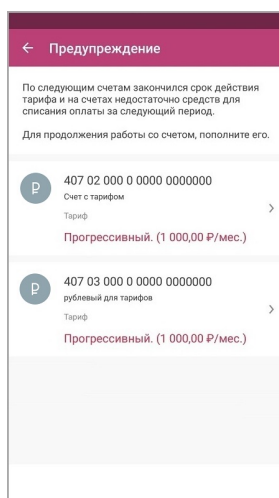 ← Предупреждение
По следующим счетам закончился срок действия
тарифа и на счетах недостаточно средств для
списания оплаты за следующий период.
Для продолжения работы со счетом, пополните его.
₽
407 02 000 0 0000 0000000
Счет с тарифом
Тариф
Прогрессивный. (1 000,00 ₽/мес.)
₽
407 03 000 0 0000 0000000
рублевый для тарифов
Тариф
Прогрессивный. (1 000,00 ₽/мес.)